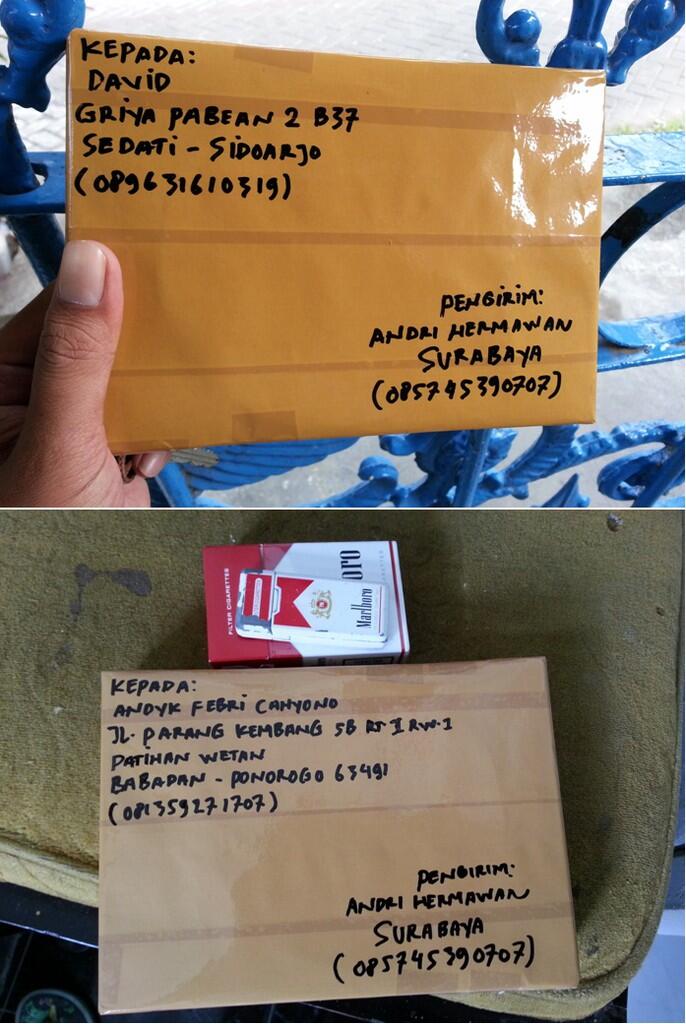 KEPADA:
DAVID
GRIYA PABEAN 2 B37
SEDATI - SIDOARJO
(089631610319)
PENGIRIM:
ANDRI HERMAWAN
SURABAYA
(085745390707)
FILTER CIGARETTES
oro
Marlboro
KEPADA:
ANDYK FEBRI CAHYONO
JL. PARANG KEMBANG 5B RT I RW. I
PATIHAN WETAN
BABADAN - PONOROGO 63491
(081359271707)
PENGIRIM:
ANDRI HERMAWAN
SURABAYA
(085745390707)